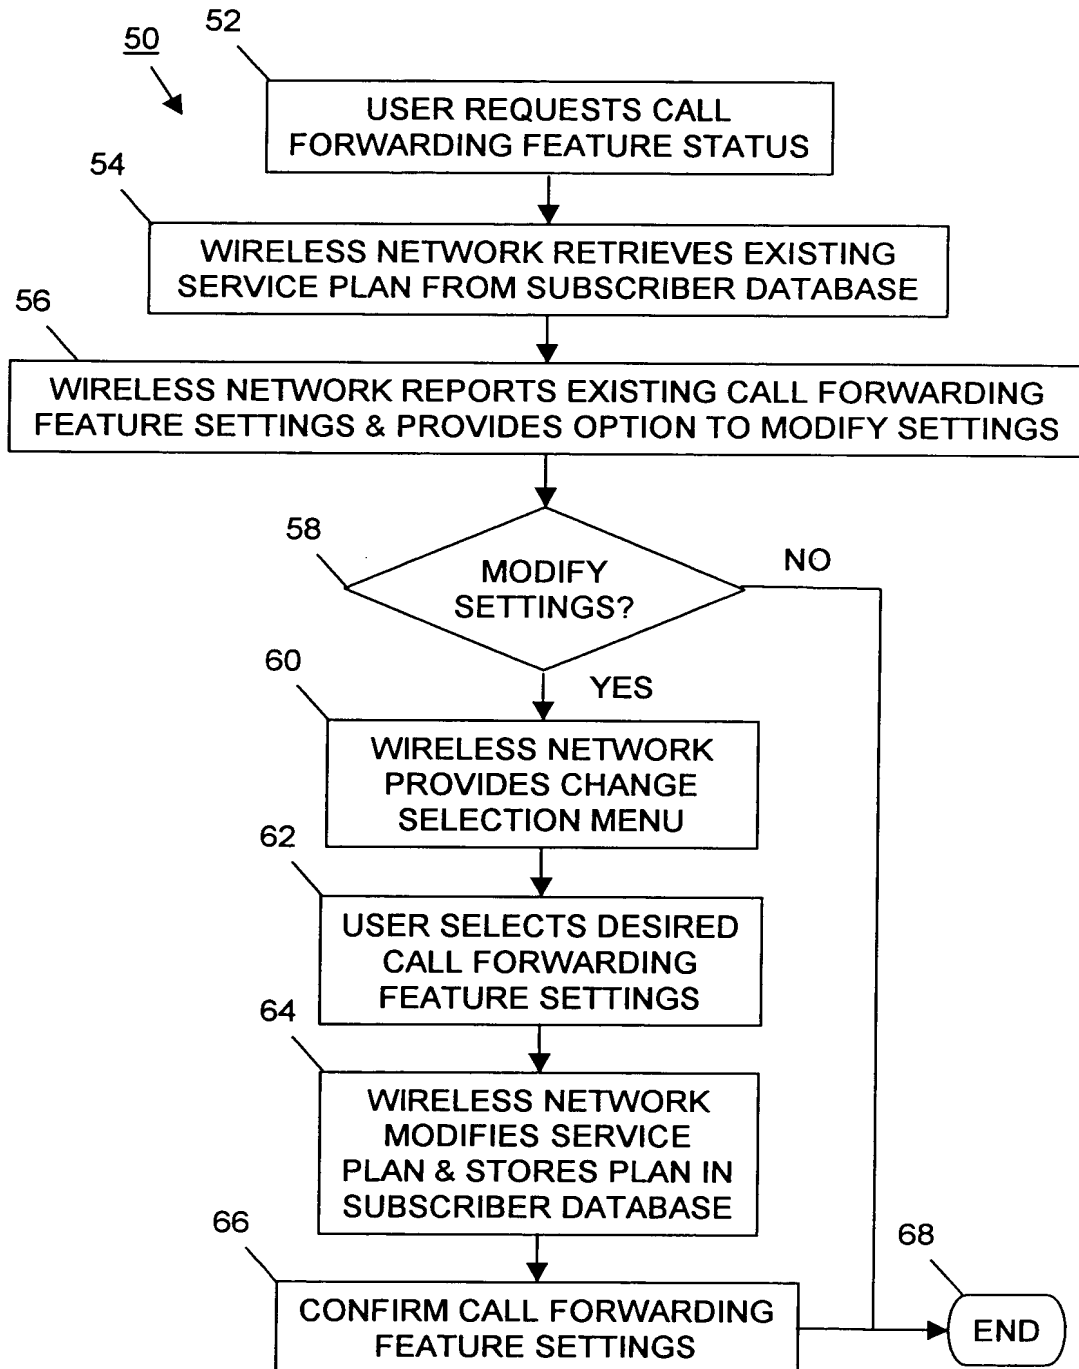 50
52
USER REQUESTS CALL
FORWARDING FEATURE STATUS
54
WIRELESS NETWORK RETRIEVES EXISTING
SERVICE PLAN FROM SUBSCRIBER DATABASE
56
WIRELESS NETWORK REPORTS EXISTING CALL FORWARDING
FEATURE SETTINGS & PROVIDES OPTION TO MODIFY SETTINGS
58
MODIFY
SETTINGS?
NO
YES
60
WIRELESS NETWORK
PROVIDES CHANGE
SELECTION MENU
62
USER SELECTS DESIRED
CALL FORWARDING
FEATURE SETTINGS
64
WIRELESS NETWORK
MODIFIES SERVICE
PLAN & STORES PLAN IN
SUBSCRIBER DATABASE
66
CONFIRM CALL FORWARDING
FEATURE SETTINGS
68
END